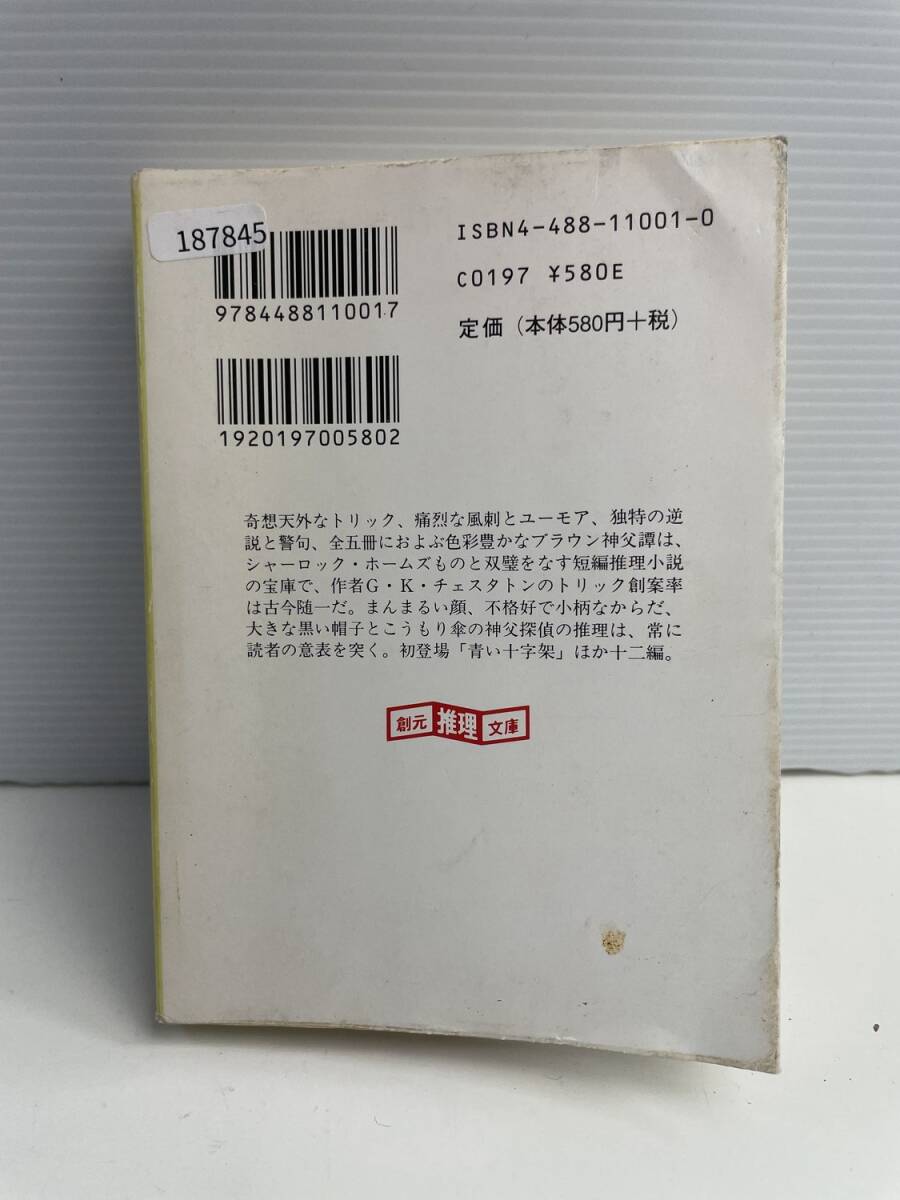 187845
9784488110017
ISBN4-488-11001-0
C0197 ¥580E
定価（本体580円＋税）
1920197005802
奇想天外なトリック、痛烈な風刺とユーモア、独特の逆
説と警句、全五冊におよぶ色彩豊かなブラウン神父譚は、
シャーロック・ホームズものと双璧をなす短編推理小説
の宝庫で、作者G・K・チェスタトンのトリック創案率
は古今随一だ。まんまるい顔、不格好で小柄なからだ、
大きな黒い帽子とこうもり傘の神父探偵の推理は、常に
読者の意表を突く。初登場「青い十字架」ほか十二編。
創元推理文庫